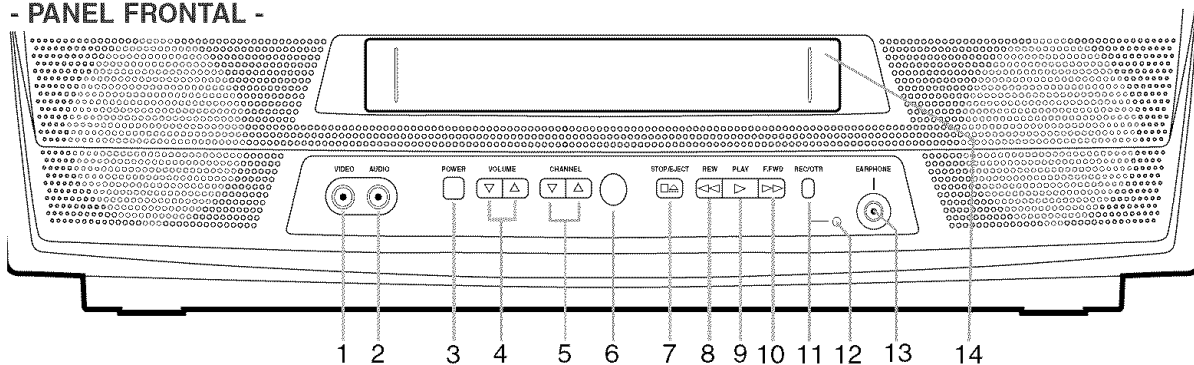 - PANEL FRONTAL -
VIDEO AUDIO POWER VOLUME CHANNEL STOP/EJECT REW PLAY F.FWD REC/OTR EARPHONE
1 2 3 4 5 6 7 8 9 10 11 12 13 14